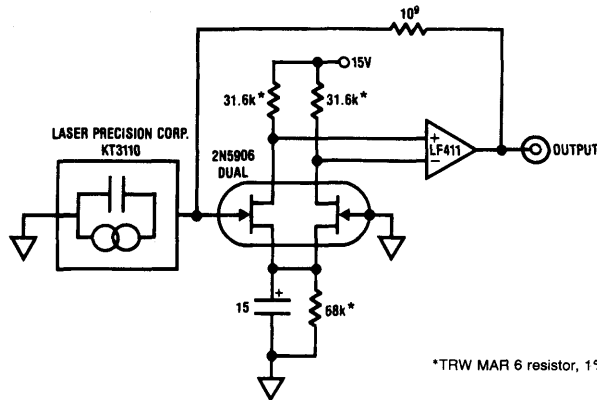 10⁹
15V
31.6k*
31.6k*
LASER PRECISION CORP.
KT3110
2N5906
DUAL
+
LF411
−
OUTPUT
+
15
68k*
*TRW MAR 6 resistor, 1%